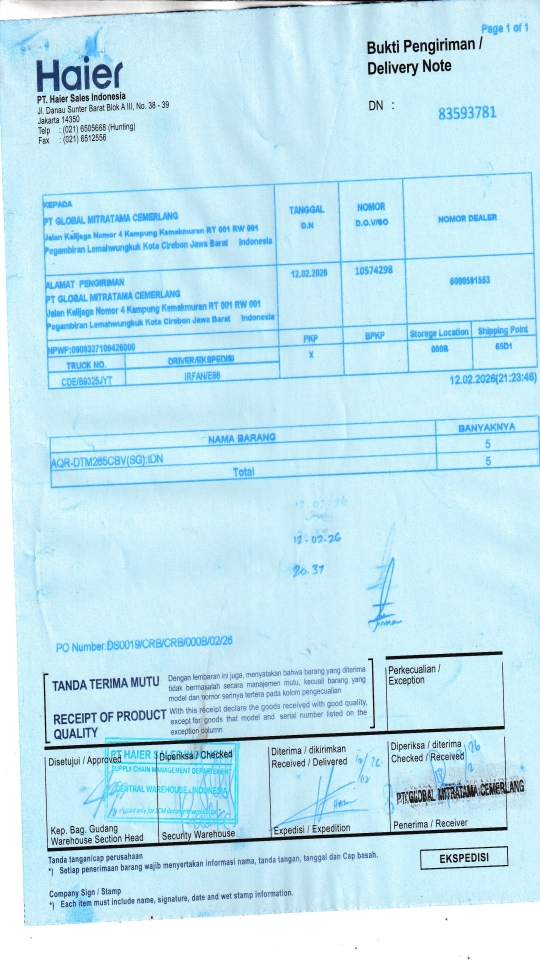 Page 1 of 1
Haier
Bukti Pengiriman /
Delivery Note
PT. Haier Sales Indonesia
Jl. Danau Sunter Barat Blok A III, No. 38 - 39
Jakarta 14350
Telp : (021) 6505668 (Hunting)
Fax : (021) 6512556
DN : 83593781
KEPADA
PT GLOBAL MITRATAMA CEMERLANG
Jalan Kalijaga Nomor 4 Kampung Kemakmuran RT 001 RW 001
Pegambiran Lemahwungkuk Kota Cirebon Jawa Barat Indonesia
TANGGAL
D.N
NOMOR
D.O.V/SO
NOMOR DEALER
ALAMAT PENGIRIMAN
PT GLOBAL MITRATAMA CEMERLANG
Jalan Kalijaga Nomor 4 Kampung Kemakmuran RT 001 RW 001
Pegambiran Lemahwungkuk Kota Cirebon Jawa Barat Indonesia
12.02.2026
10574298
6000581553
NPWP:0909327109426000
PKP
BPKP
Storege Location
Shipping Point
TRUCK NO.
DRIVER/EKSPEDISI
X
000B
65D1
CDE/B9325JYT
IRFAN/EB6
12.02.2026(21:23:46)
NAMA BARANG
BANYAKNYA
AQR-DTM265CBV(SG):IDN
5
Total
5
12-02-26
20.37
PO Number:DS0019/CRB/CRB/000B/02/26
TANDA TERIMA MUTU
Dengan lembaran ini juga, menyatakan bahwa barang yang diterima
tidak bermasalah secara manajemen mutu, kecuali barang yang
model dan nomor serinya tertera pada kolom pengecualian
RECEIPT OF PRODUCT
QUALITY
With this receipt declare the goods received with good quality,
except for goods that model and serial number listed on the
exception column
Perkecualian /
Exception
Disetujui / Approved
Diperiksa / Checked
Diterima / dikirimkan
Received / Delivered
Diperiksa / diterima
Checked / Received
SUPPLY CHAIN MANAGEMENT DEPARTEMENT
CENTRAL WAREHOUSE INDONESIA
PT. GLOBAL MITRATAMA CEMERLANG
Kep. Bag. Gudang
Warehouse Section Head
Security Warehouse
Expedisi / Expedition
Penerima / Receiver
Tanda tangan/cap perusahaan
*) Setiap penerimaan barang wajib menyertakan informasi nama, tanda tangan, tanggal dan Cap basah.
EKSPEDISI
Company Sign / Stamp
*) Each item must include name, signature, date and wet stamp information.